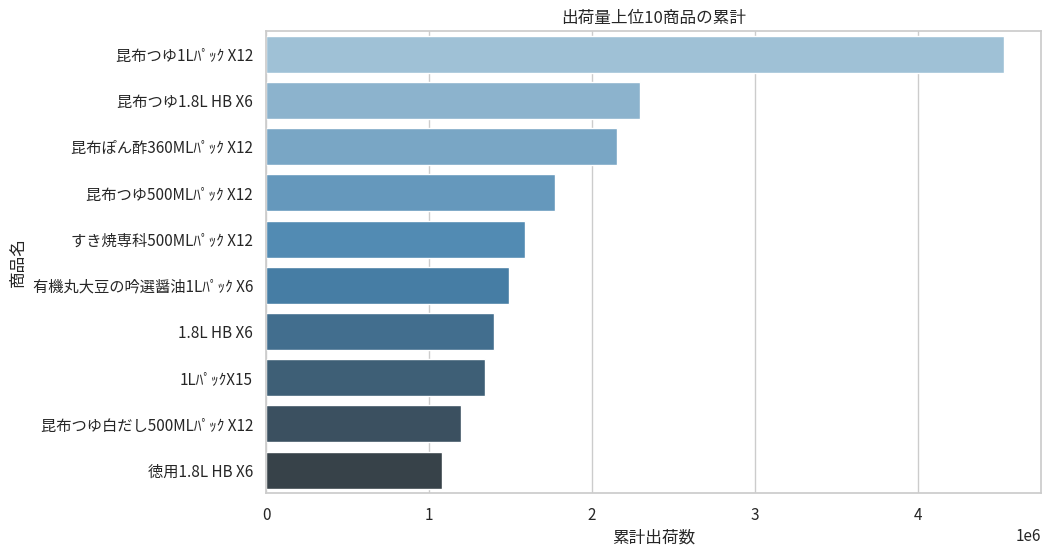 出荷量上位10商品の累計
商品名
昆布つゆ1Lﾊﾟｯｸ X12
昆布つゆ1.8L HB X6
昆布ぽん酢360MLﾊﾟｯｸ X12
昆布つゆ500MLﾊﾟｯｸ X12
すき焼専科500MLﾊﾟｯｸ X12
有機丸大豆の吟選醤油1Lﾊﾟｯｸ X6
1.8L HB X6
1LﾊﾟｯｸX15
昆布つゆ白だし500MLﾊﾟｯｸ X12
徳用1.8L HB X6
0 1 2 3 4
1e6
累計出荷数